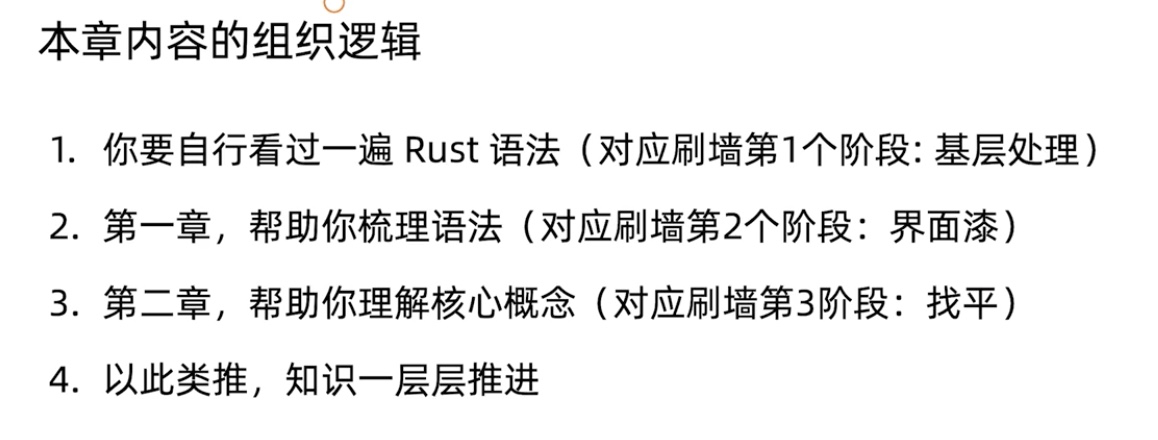 本章内容的组织逻辑
1. 你要自行看过一遍 Rust 语法（对应刷墙第1个阶段: 基层处理）
2. 第一章，帮助你梳理语法（对应刷墙第2个阶段：界面漆）
3. 第二章，帮助你理解核心概念（对应刷墙第3阶段：找平）
4. 以此类推，知识一层层推进